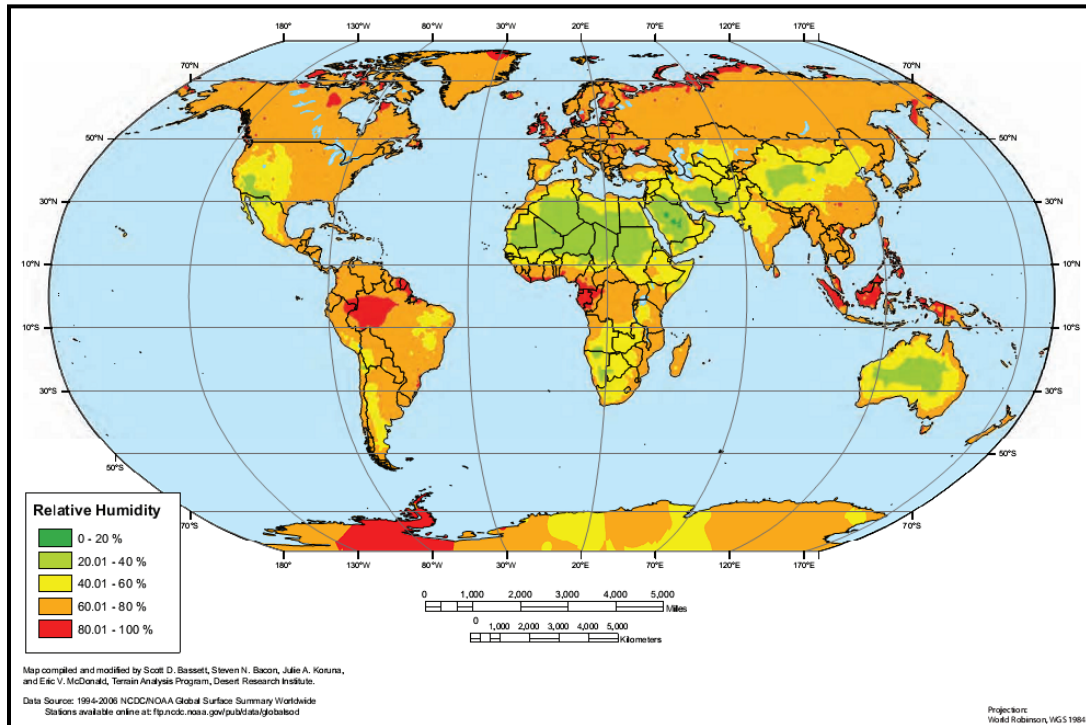 180° 130°W 80°W 30°W 20°E 70°E 120°E 170°E
70°N 70°N
50°N 50°N
30°N 30°N
10°N 10°N
10°S 10°S
30°S 30°S
50°S 50°S
70°S 70°S
180° 130°W 80°W 30°W 20°E 70°E 120°E 170°E
Relative Humidity
0 - 20 %
20.01 - 40 %
40.01 - 60 %
60.01 - 80 %
80.01 - 100 %
0 1,000 2,000 3,000 4,000 5,000
Miles
0 1,000 2,000 3,000 4,000 5,000
Kilometers
Map compiled and modified by Scott D. Bassett, Steven N. Bacon, Julie A. Koruna,
and Eric V. McDonald, Terrain Analysis Program, Desert Research Institute.
Data Source: 1994-2006 NCDC/NOAA Global Surface Summary Worldwide
Stations available online at: ftp.ncdc.noaa.gov/pub/data/globalsod
Projection:
World Robinson, WGS 1984